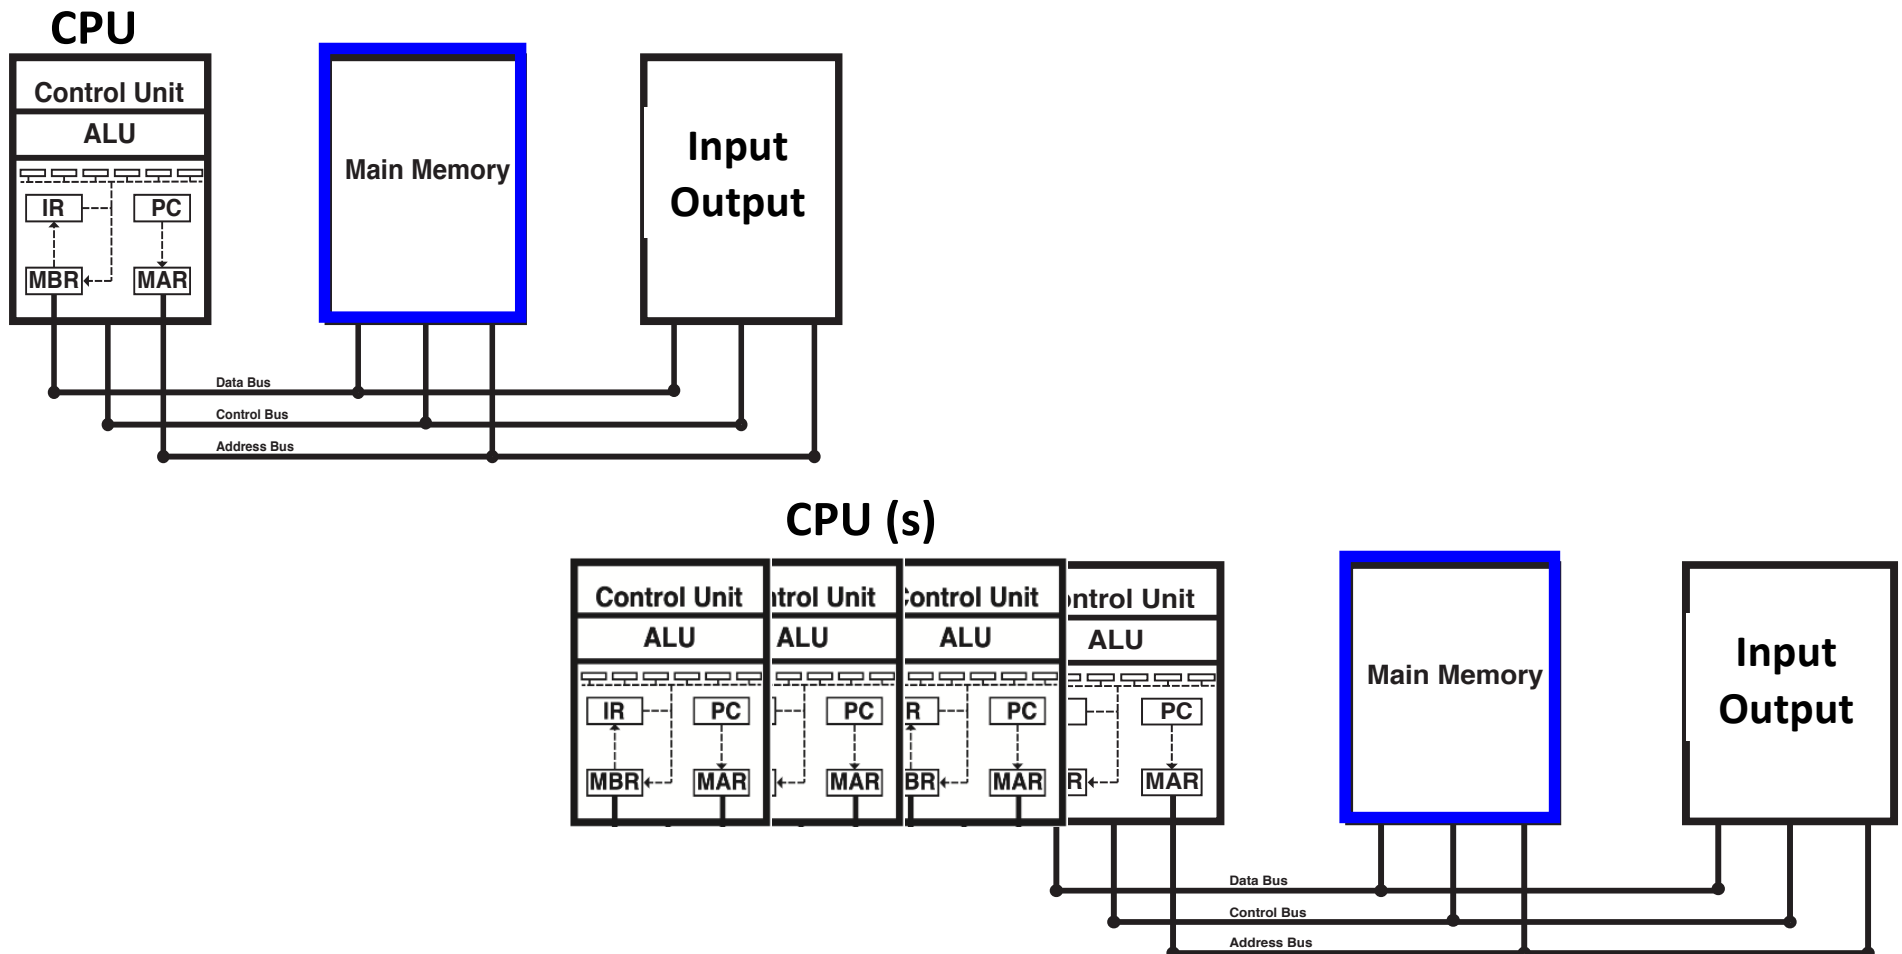 CPU
Control Unit
ALU
IR
PC
MBR
MAR
Main Memory
Input
Output
Data Bus
Control Bus
Address Bus
CPU (s)
Control Unit
ntrol Unit
Control Unit
ontrol Unit
ALU
ALU
ALU
ALU
IR
PC
PC
R
PC
PC
MBR
MAR
MAR
BR
MAR
R
MAR
Main Memory
Input
Output
Data Bus
Control Bus
Address Bus